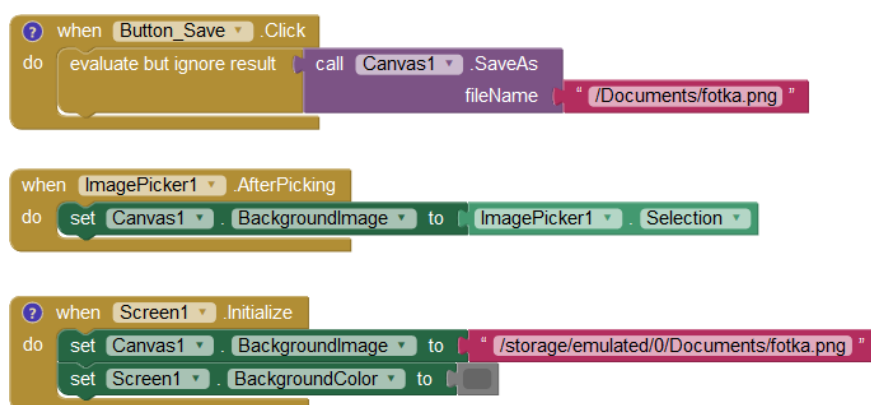 ? when Button_Save .Click
do evaluate but ignore result call Canvas1 .SaveAs
fileName " /Documents/fotka.png "
when ImagePicker1 .AfterPicking
do set Canvas1 . BackgroundImage to ImagePicker1 . Selection
? when Screen1 .Initialize
do set Canvas1 . BackgroundImage to " /storage/emulated/0/Documents/fotka.png "
set Screen1 . BackgroundColor to